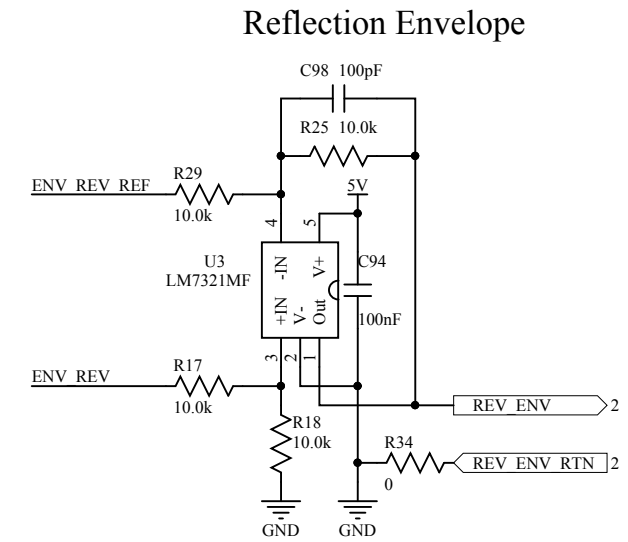 Reflection Envelope
C98 100pF
R25 10.0k
R29
5V
ENV_REV_REF
10.0k
4
5
U3
LM7321MF
-IN
V+
C94
+IN
V-
Out
100nF
3
2
1
R17
ENV_REV
10.0k
REV_ENV
2
R18
10.0k
R34
REV_ENV_RTN
2
0
GND
GND